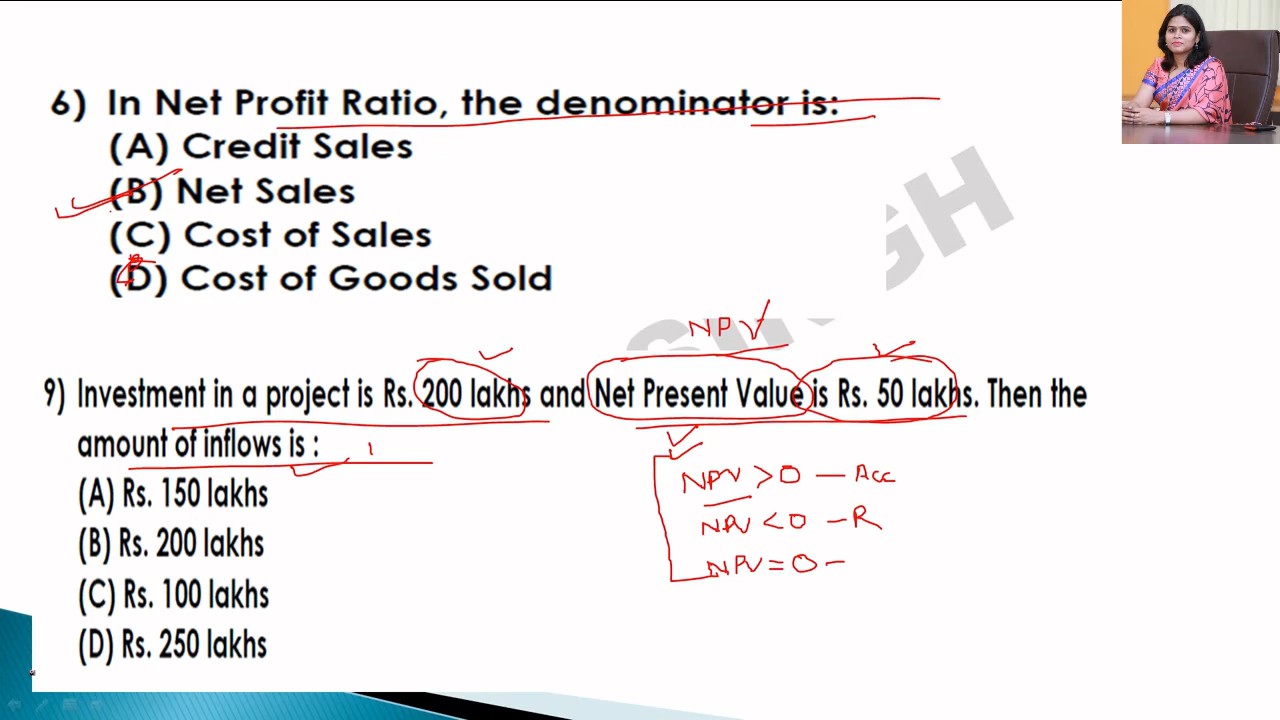 6) In Net Profit Ratio, the denominator is:
(A) Credit Sales
(B) Net Sales
(C) Cost of Sales
(D) Cost of Goods Sold
SINGH
NPV
9) Investment in a project is Rs. 200 lakhs and Net Present Value is Rs. 50 lakhs. Then the
amount of inflows is :
(A) Rs. 150 lakhs
(B) Rs. 200 lakhs
(C) Rs. 100 lakhs
(D) Rs. 250 lakhs
NPV > 0 — Acc
NPV < 0 — R
NPV = 0 —